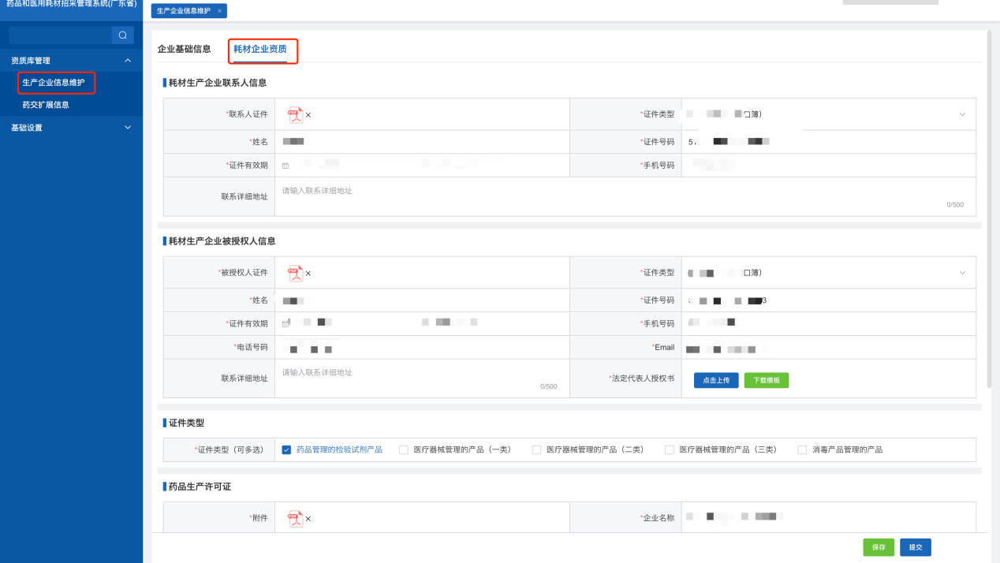 药品和医用耗材招采管理系统(广东省)
生产企业信息维护 ×
资质库管理
生产企业信息维护
药交扩展信息
基础设置
企业基础信息 耗材企业资质
耗材生产企业联系人信息
*联系人证件 × *证件类型 口簿)
*姓名 *证件号码 5
*证件有效期 *手机号码
联系详细地址 请输入联系详细地址
0/500
耗材生产企业被授权人信息
*被授权人证件 × *证件类型 口簿)
*姓名 *证件号码 3
*证件有效期 *手机号码
*电话号码 *Email
联系详细地址 请输入联系详细地址 0/500 *法定代表人授权书 点击上传 下载模板
证件类型
*证件类型（可多选） 药品管理的检验试剂产品 医疗器械管理的产品（一类） 医疗器械管理的产品（二类） 医疗器械管理的产品（三类） 消毒产品管理的产品
药品生产许可证
*附件 × *企业名称
保存 提交